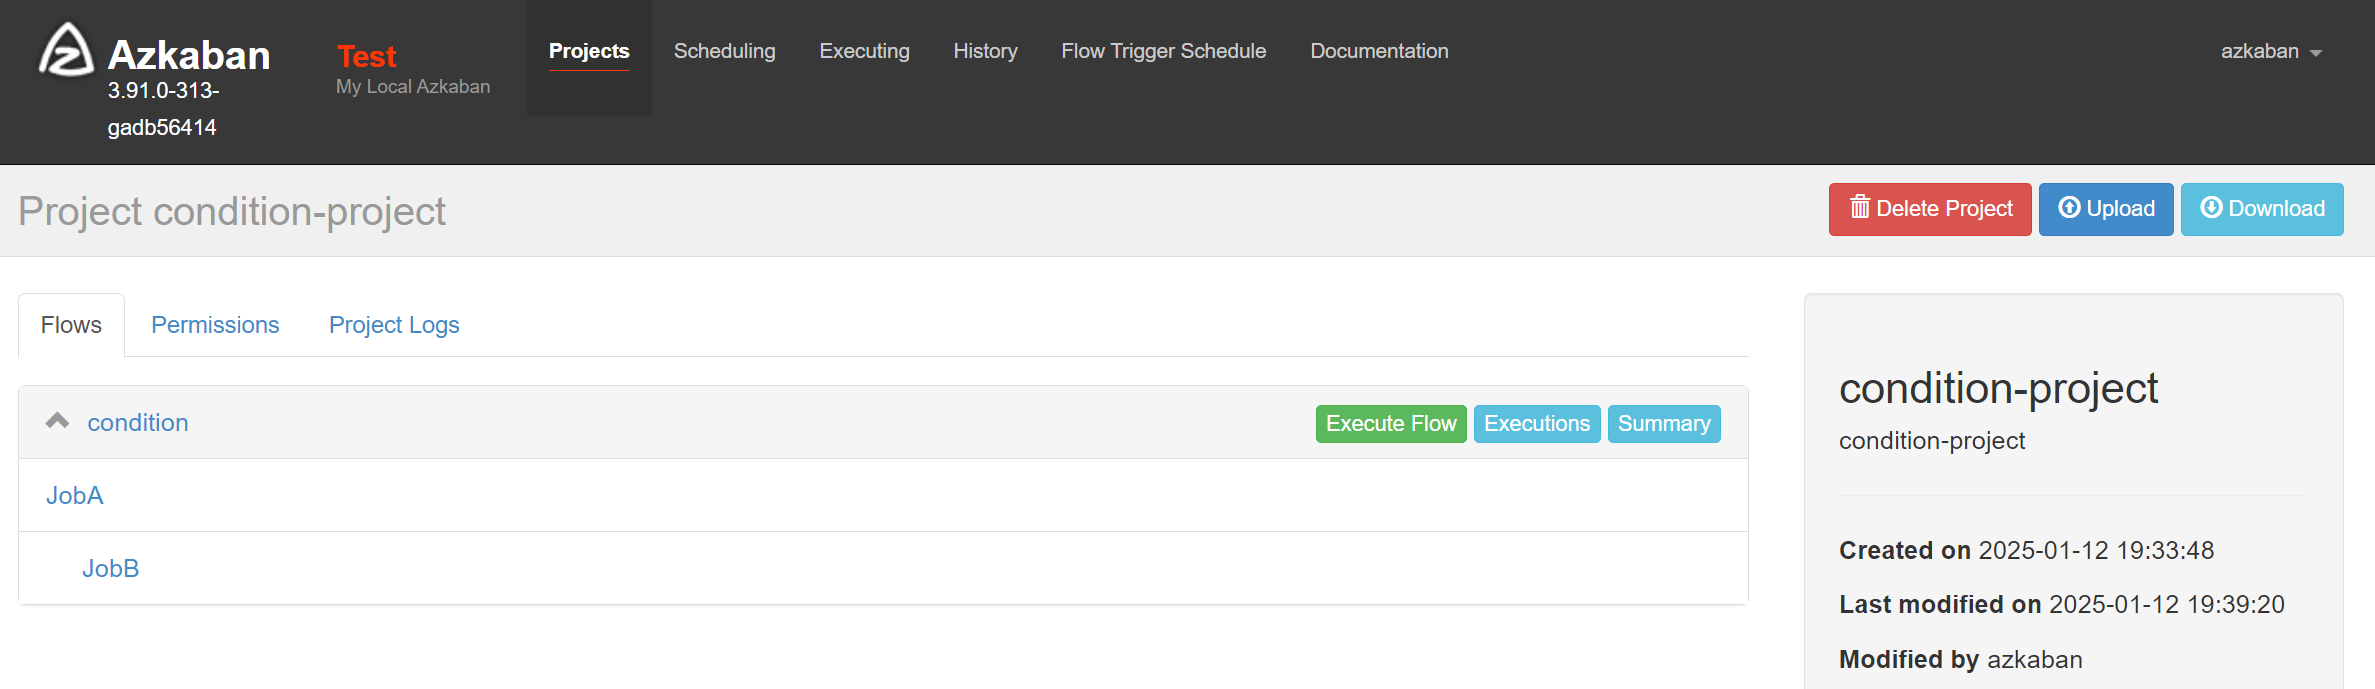 Azkaban
3.91.0-313-
gadb56414
Test
My Local Azkaban
Projects
Scheduling
Executing
History
Flow Trigger Schedule
Documentation
azkaban
Project condition-project
Delete Project
Upload
Download
Flows
Permissions
Project Logs
condition
Execute Flow
Executions
Summary
JobA
JobB
condition-project
condition-project
Created on 2025-01-12 19:33:48
Last modified on 2025-01-12 19:39:20
Modified by azkaban